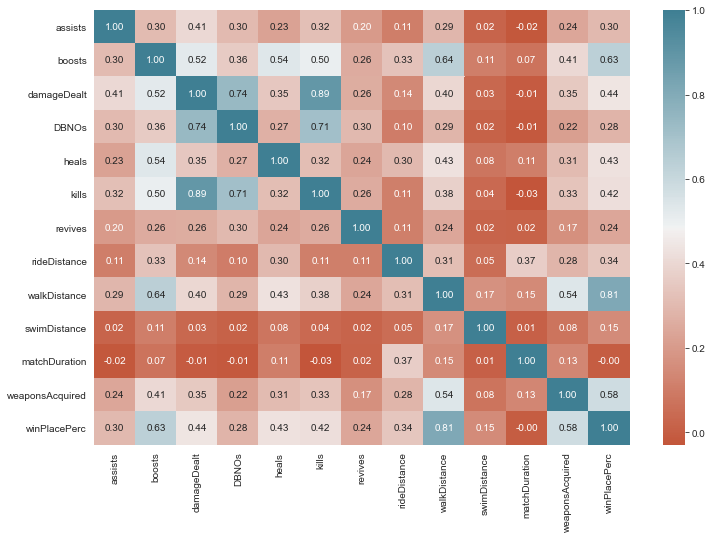 assists 1.00 0.30 0.41 0.30 0.23 0.32 0.20 0.11 0.29 0.02 -0.02 0.24 0.30
boosts 0.30 1.00 0.52 0.36 0.54 0.50 0.26 0.33 0.64 0.11 0.07 0.41 0.63
damageDealt 0.41 0.52 1.00 0.74 0.35 0.89 0.26 0.14 0.40 0.03 -0.01 0.35 0.44
DBNOs 0.30 0.36 0.74 1.00 0.27 0.71 0.30 0.10 0.29 0.02 -0.01 0.22 0.28
heals 0.23 0.54 0.35 0.27 1.00 0.32 0.24 0.30 0.43 0.08 0.11 0.31 0.43
kills 0.32 0.50 0.89 0.71 0.32 1.00 0.26 0.11 0.38 0.04 -0.03 0.33 0.42
revives 0.20 0.26 0.26 0.30 0.24 0.26 1.00 0.11 0.24 0.02 0.02 0.17 0.24
rideDistance 0.11 0.33 0.14 0.10 0.30 0.11 0.11 1.00 0.31 0.05 0.37 0.28 0.34
walkDistance 0.29 0.64 0.40 0.29 0.43 0.38 0.24 0.31 1.00 0.17 0.15 0.54 0.81
swimDistance 0.02 0.11 0.03 0.02 0.08 0.04 0.02 0.05 0.17 1.00 0.01 0.08 0.15
matchDuration -0.02 0.07 -0.01 -0.01 0.11 -0.03 0.02 0.37 0.15 0.01 1.00 0.13 -0.00
weaponsAcquired 0.24 0.41 0.35 0.22 0.31 0.33 0.17 0.28 0.54 0.08 0.13 1.00 0.58
winPlacePerc 0.30 0.63 0.44 0.28 0.43 0.42 0.24 0.34 0.81 0.15 -0.00 0.58 1.00
assists
boosts
damageDealt
DBNOs
heals
kills
revives
rideDistance
walkDistance
swimDistance
matchDuration
weaponsAcquired
winPlacePerc
1.0
0.8
0.6
0.4
0.2
0.0